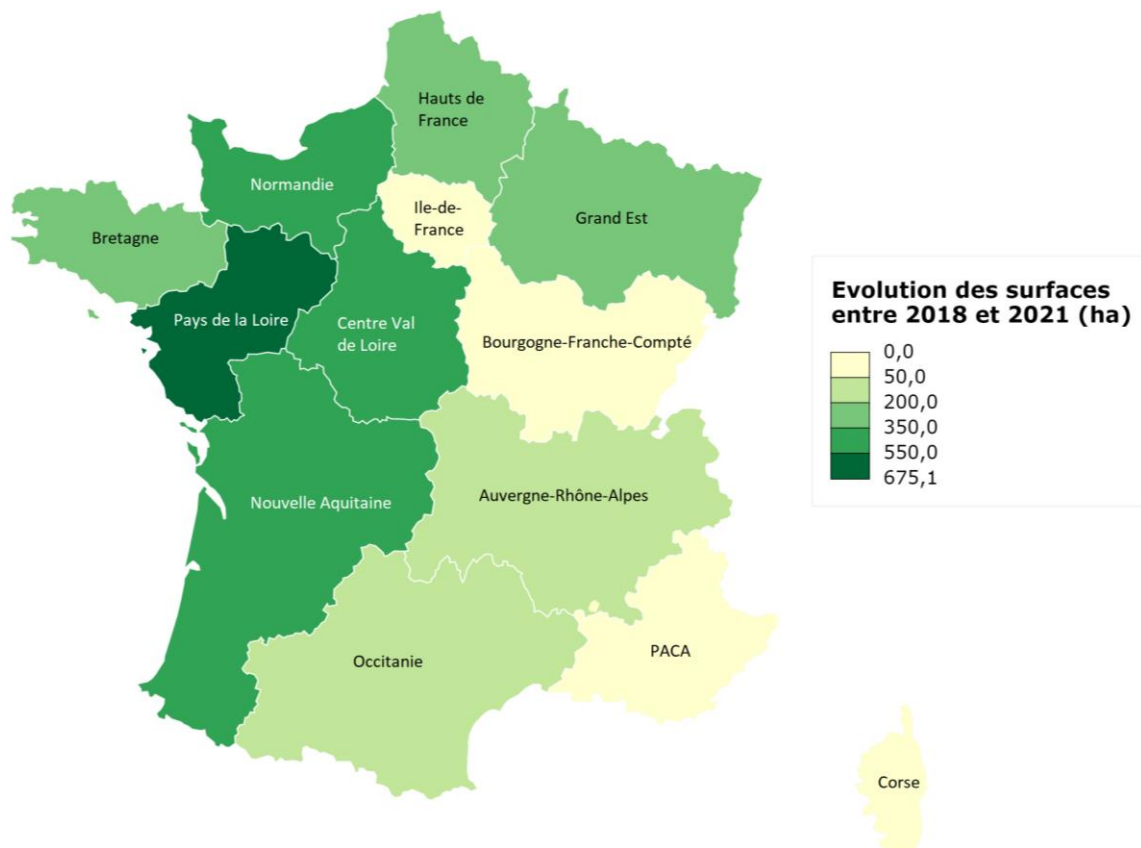 Hauts de
France
Normandie
Ile-de-
France
Grand Est
Bretagne
Pays de la Loire
Centre Val
de Loire
Bourgogne-Franche-Compté
Nouvelle Aquitaine
Auvergne-Rhône-Alpes
Occitanie
PACA
Corse
Evolution des surfaces
entre 2018 et 2021 (ha)
0,0
50,0
200,0
350,0
550,0
675,1